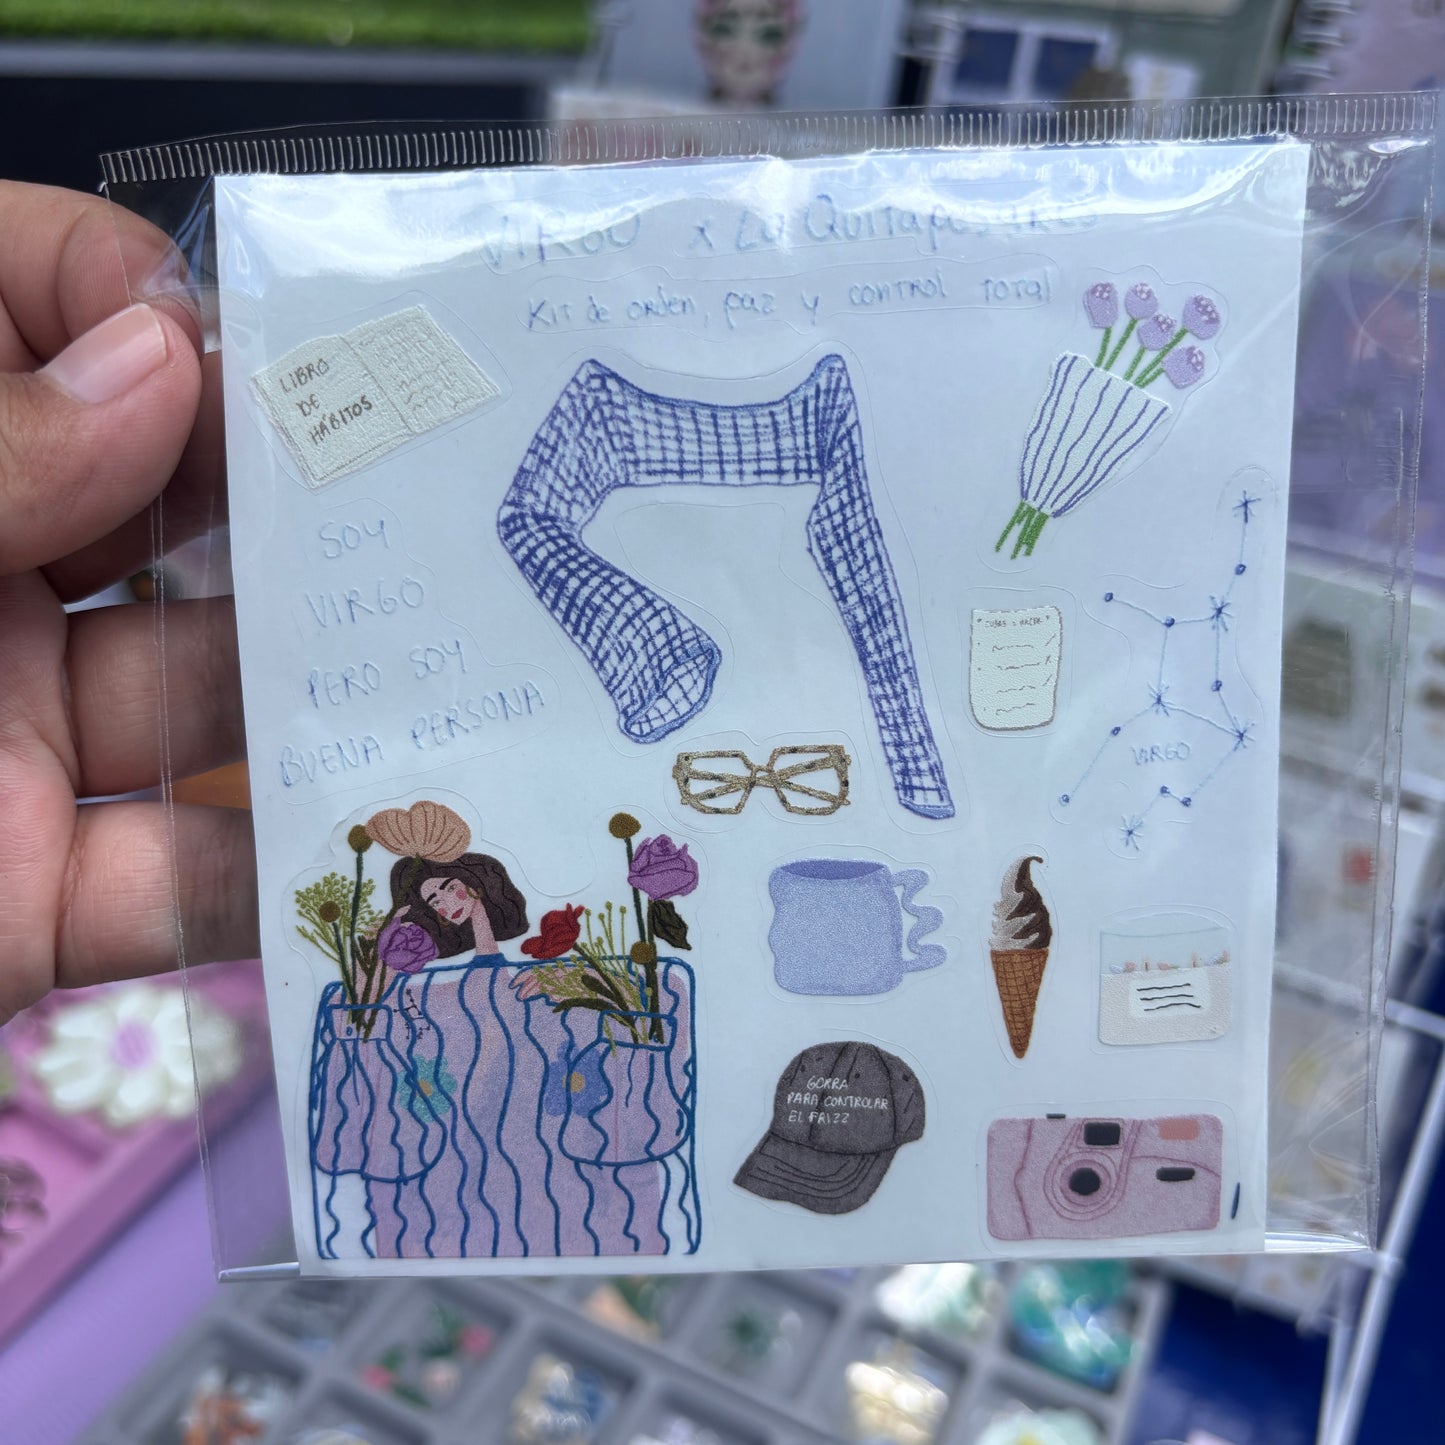 VIRGO x La Quitapesares
Kit de orden, paz y control total
LIBRO
DE
HÁBITOS
SOY
VIRGO
PERO SOY
BUENA PERSONA
VIRGO
GORRA
PARA CONTROLAR
EL FRIZZ